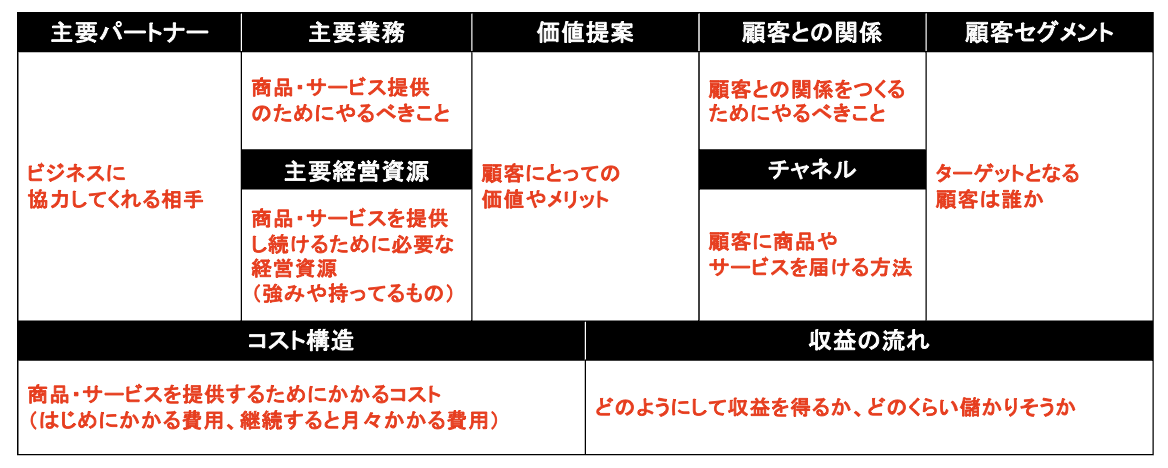 主要パートナー
主要業務
価値提案
顧客との関係
顧客セグメント
ビジネスに
協力してくれる相手
商品・サービス提供
のためにやるべきこと
主要経営資源
商品・サービスを提供
し続けるために必要な
経営資源
（強みや持ってるもの）
顧客にとっての
価値やメリット
顧客との関係をつくる
ためにやるべきこと
チャネル
顧客に商品や
サービスを届ける方法
ターゲットとなる
顧客は誰か
コスト構造
収益の流れ
商品・サービスを提供するためにかかるコスト
（はじめにかかる費用、継続すると月々かかる費用）
どのようにして収益を得るか、どのくらい儲かりそうか